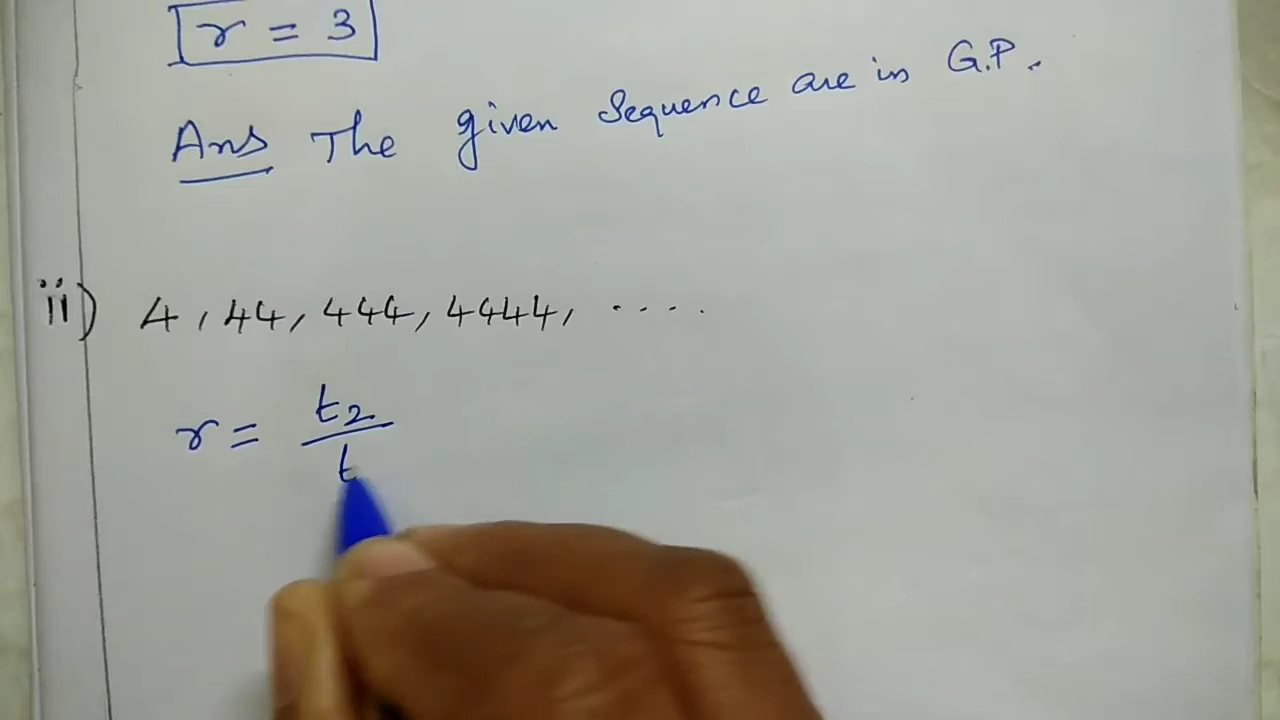 r = 3
Ans The given Sequence are in G.P.
ii) 4, 44, 444, 4444, ....
r = t2
t